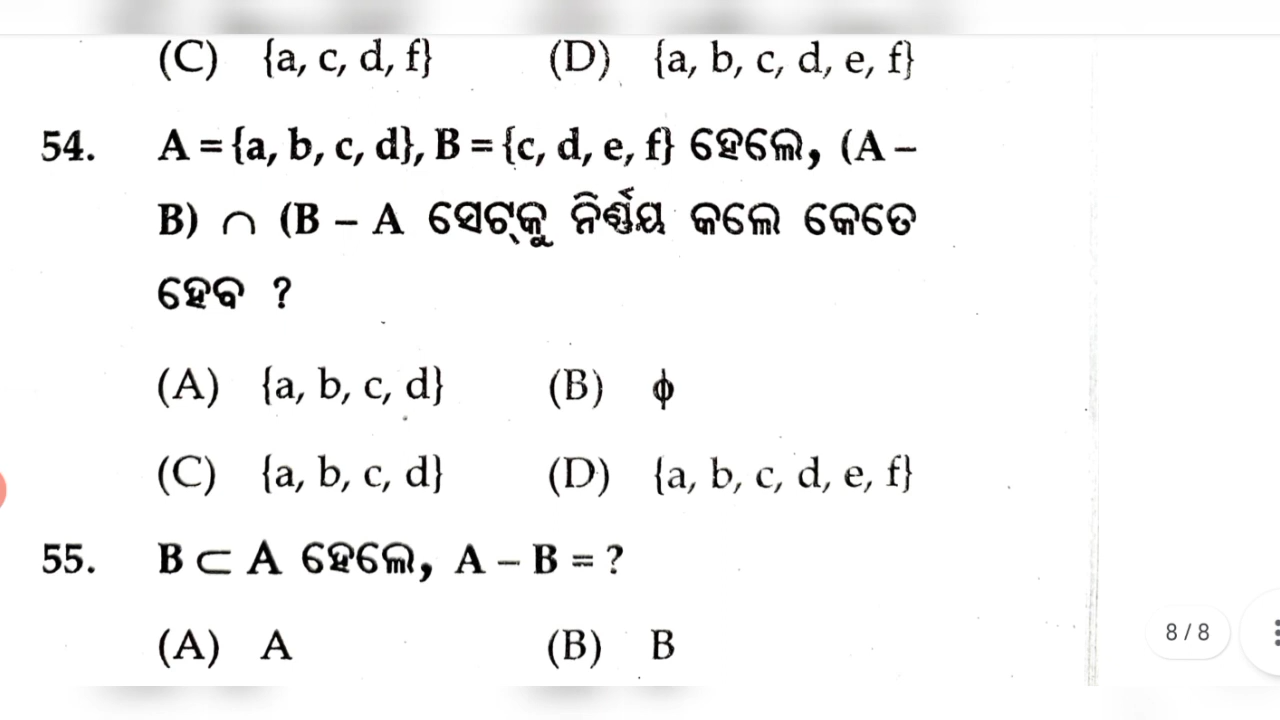 (C) {a, c, d, f} (D) {a, b, c, d, e, f}
54. A = {a, b, c, d}, B = {c, d, e, f} ହେଲେ, (A –
B) ∩ (B – A ସେଟ୍‌କୁ ନିର୍ଣ୍ଣୟ କଲେ କେତେ
ହେବ ?
(A) {a, b, c, d} (B) ϕ
(C) {a, b, c, d} (D) {a, b, c, d, e, f}
55. B ⊂ A ହେଲେ, A – B = ?
(A) A (B) B
8 / 8